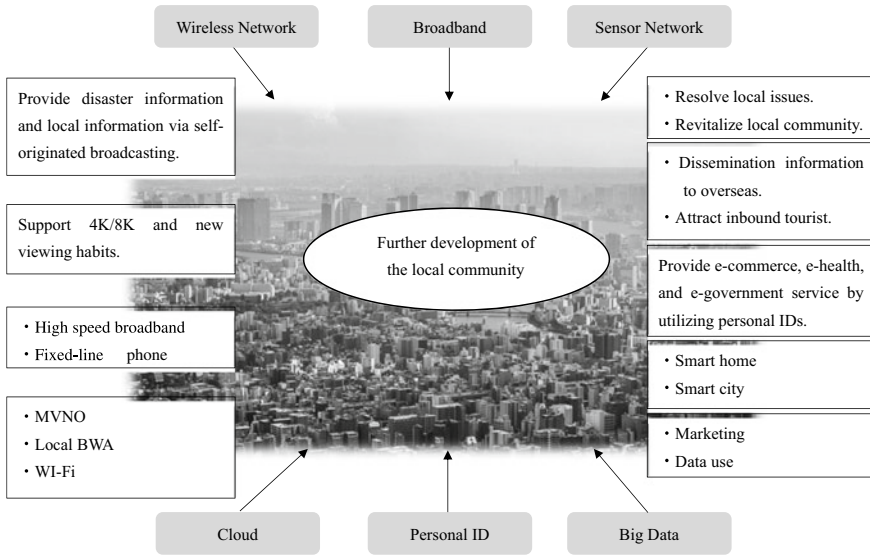 Wireless Network
Broadband
Sensor Network
Provide disaster information
and local information via self-
originated broadcasting.
Support 4K/8K and new
viewing habits.
・High speed broadband
・Fixed-line phone
・MVNO
・Local BWA
・WI-Fi
Further development of
the local community
・Resolve local issues.
・Revitalize local community.
・Dissemination information
to overseas.
・Attract inbound tourist.
Provide e-commerce, e-health,
and e-government service by
utilizing personal IDs.
・Smart home
・Smart city
・Marketing
・Data use
Cloud
Personal ID
Big Data